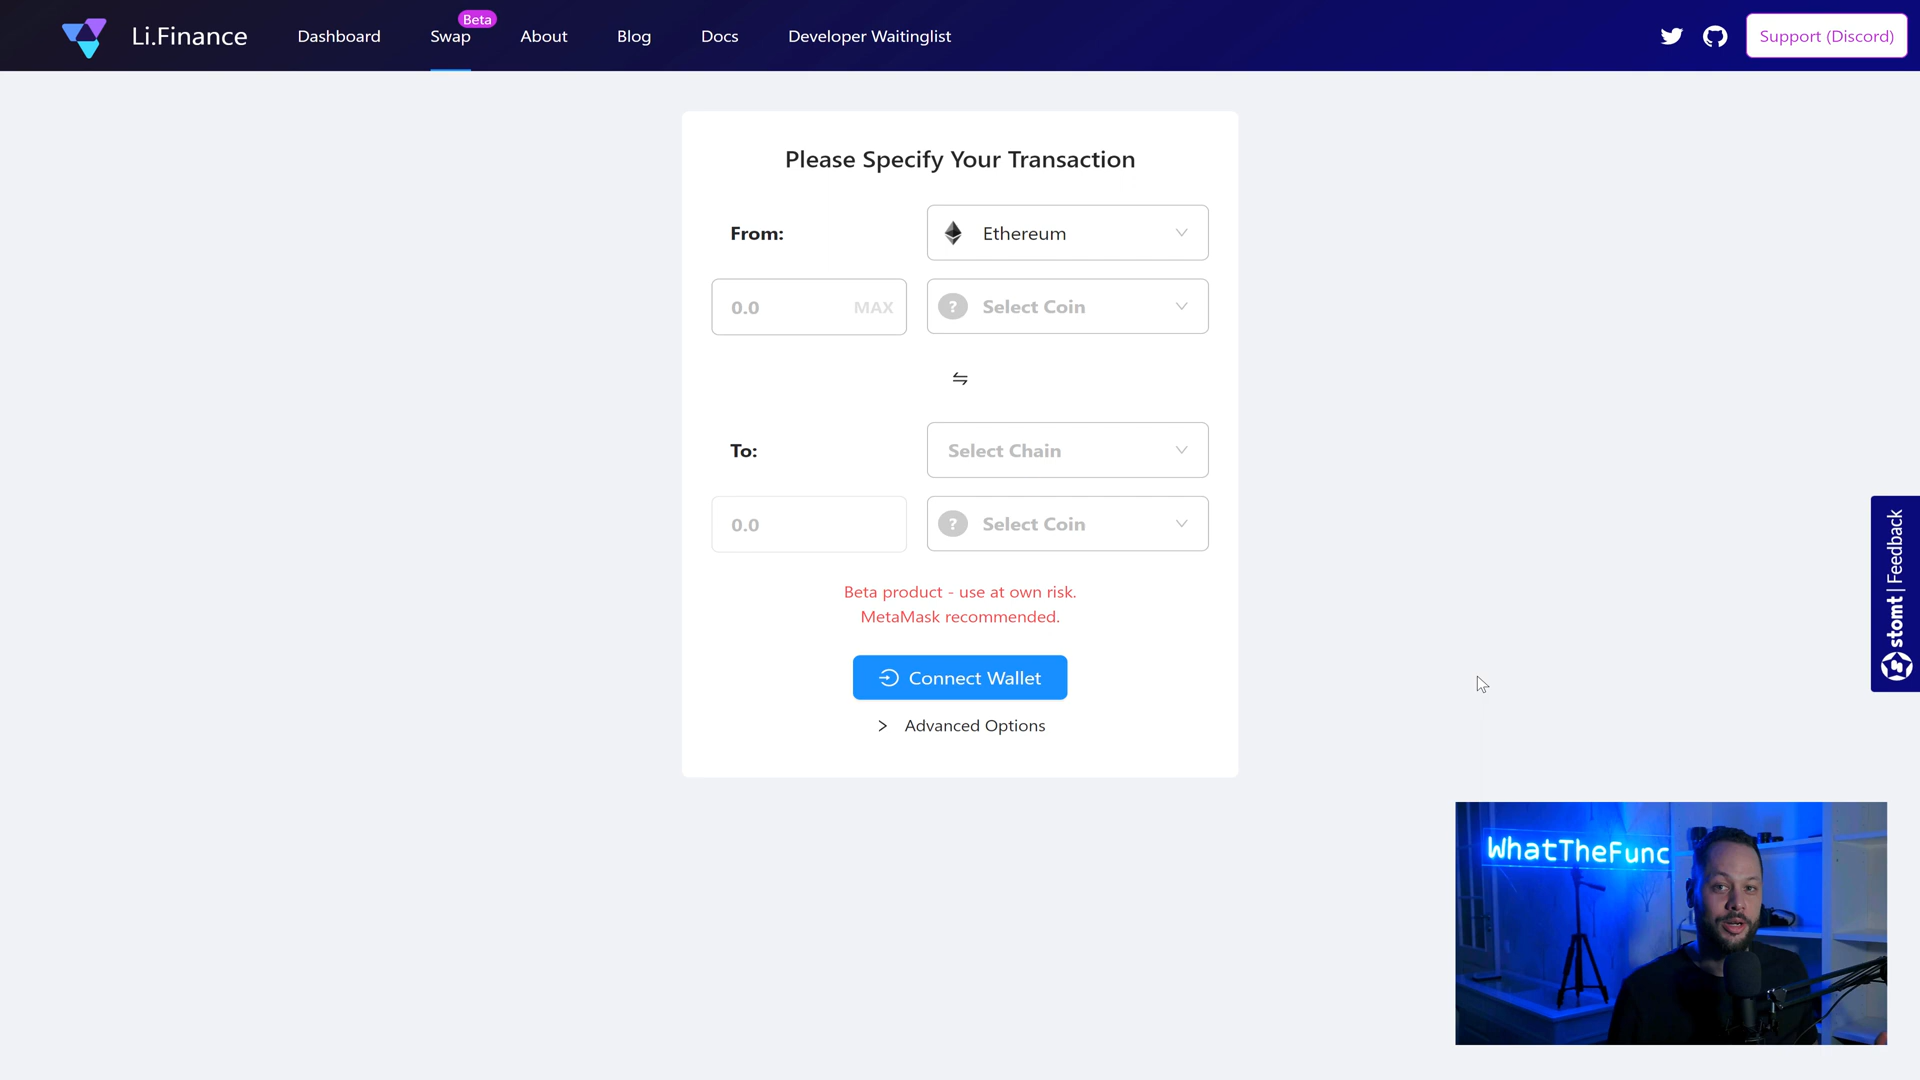 Li.Finance
Dashboard
Swap
Beta
About
Blog
Docs
Developer Waitinglist
Support (Discord)
Please Specify Your Transaction
From:
Ethereum
0.0 MAX
? Select Coin
To:
Select Chain
0.0
? Select Coin
Beta product - use at own risk.
MetaMask recommended.
Connect Wallet
Advanced Options
stomt | Feedback
WhatTheFunc